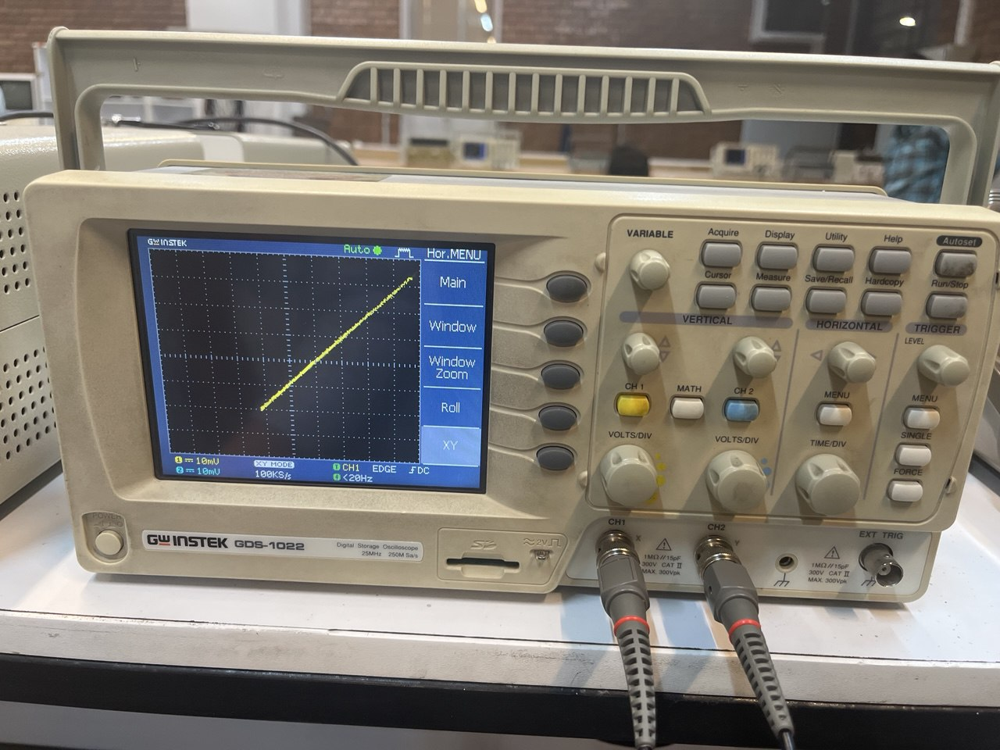 GWINSTEK
Auto
Hor.MENU
Main
Window
Window
Zoom
Roll
XY
1 10mV
2 10mV
XY MODE
100KS/s
CH1 EDGE DC
<20Hz
POWER
GWINSTEK GDS-1022
Digital Storage Oscilloscope
25MHz 250M Sa/s
SD
≈2V
VARIABLE
Acquire
Display
Utility
Help
Autoset
Cursor
Measure
Save/Recall
Hardcopy
Run/Stop
VERTICAL
HORIZONTAL
TRIGGER
LEVEL
CH 1
MATH
CH 2
MENU
MENU
SINGLE
VOLTS/DIV
VOLTS/DIV
TIME/DIV
FORCE
CH1
X
1MΩ//15pF
300V CAT II
MAX. 300Vpk
CH2
Y
1MΩ//15pF
300V CAT II
MAX. 300Vpk
EXT TRIG